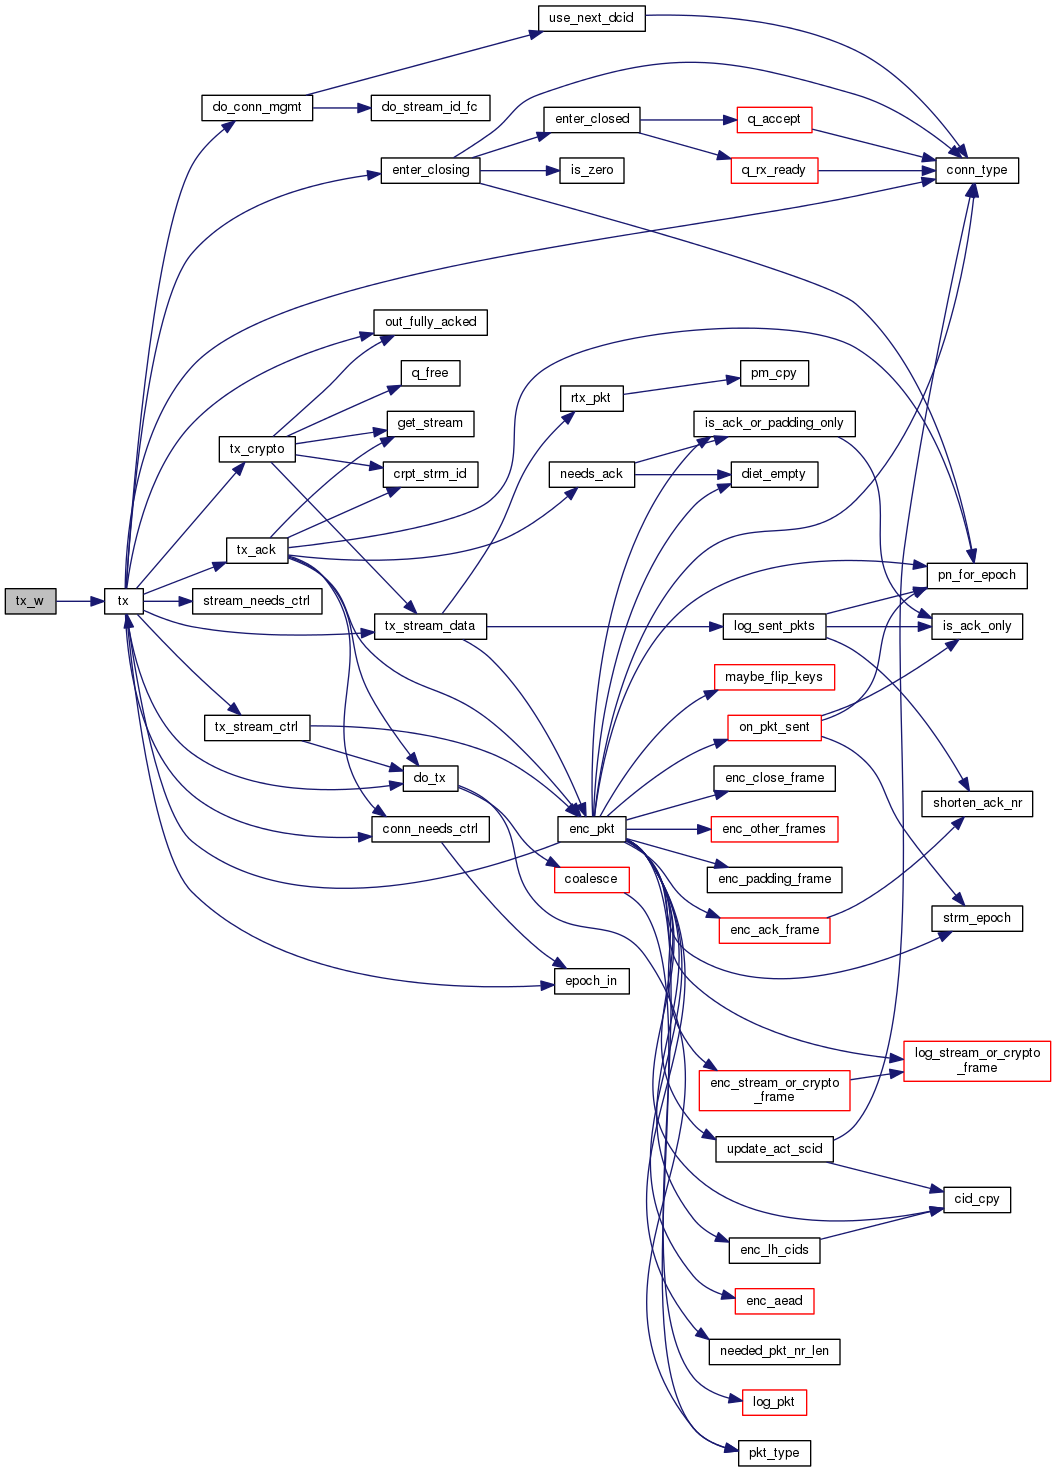 use_next_dcid
do_conn_mgmt
do_stream_id_fc
enter_closed
q_accept
enter_closing
is_zero
q_rx_ready
conn_type
out_fully_acked
q_free
pm_cpy
rtx_pkt
get_stream
is_ack_or_padding_only
tx_crypto
crpt_strm_id
needs_ack
diet_empty
tx_ack
pn_for_epoch
tx_w
tx
stream_needs_ctrl
tx_stream_data
log_sent_pkts
is_ack_only
maybe_flip_keys
tx_stream_ctrl
on_pkt_sent
do_tx
enc_close_frame
shorten_ack_nr
conn_needs_ctrl
enc_pkt
enc_other_frames
coalesce
enc_padding_frame
enc_ack_frame
strm_epoch
epoch_in
log_stream_or_crypto
_frame
enc_stream_or_crypto
_frame
update_act_scid
cid_cpy
enc_lh_cids
enc_aead
needed_pkt_nr_len
log_pkt
pkt_type